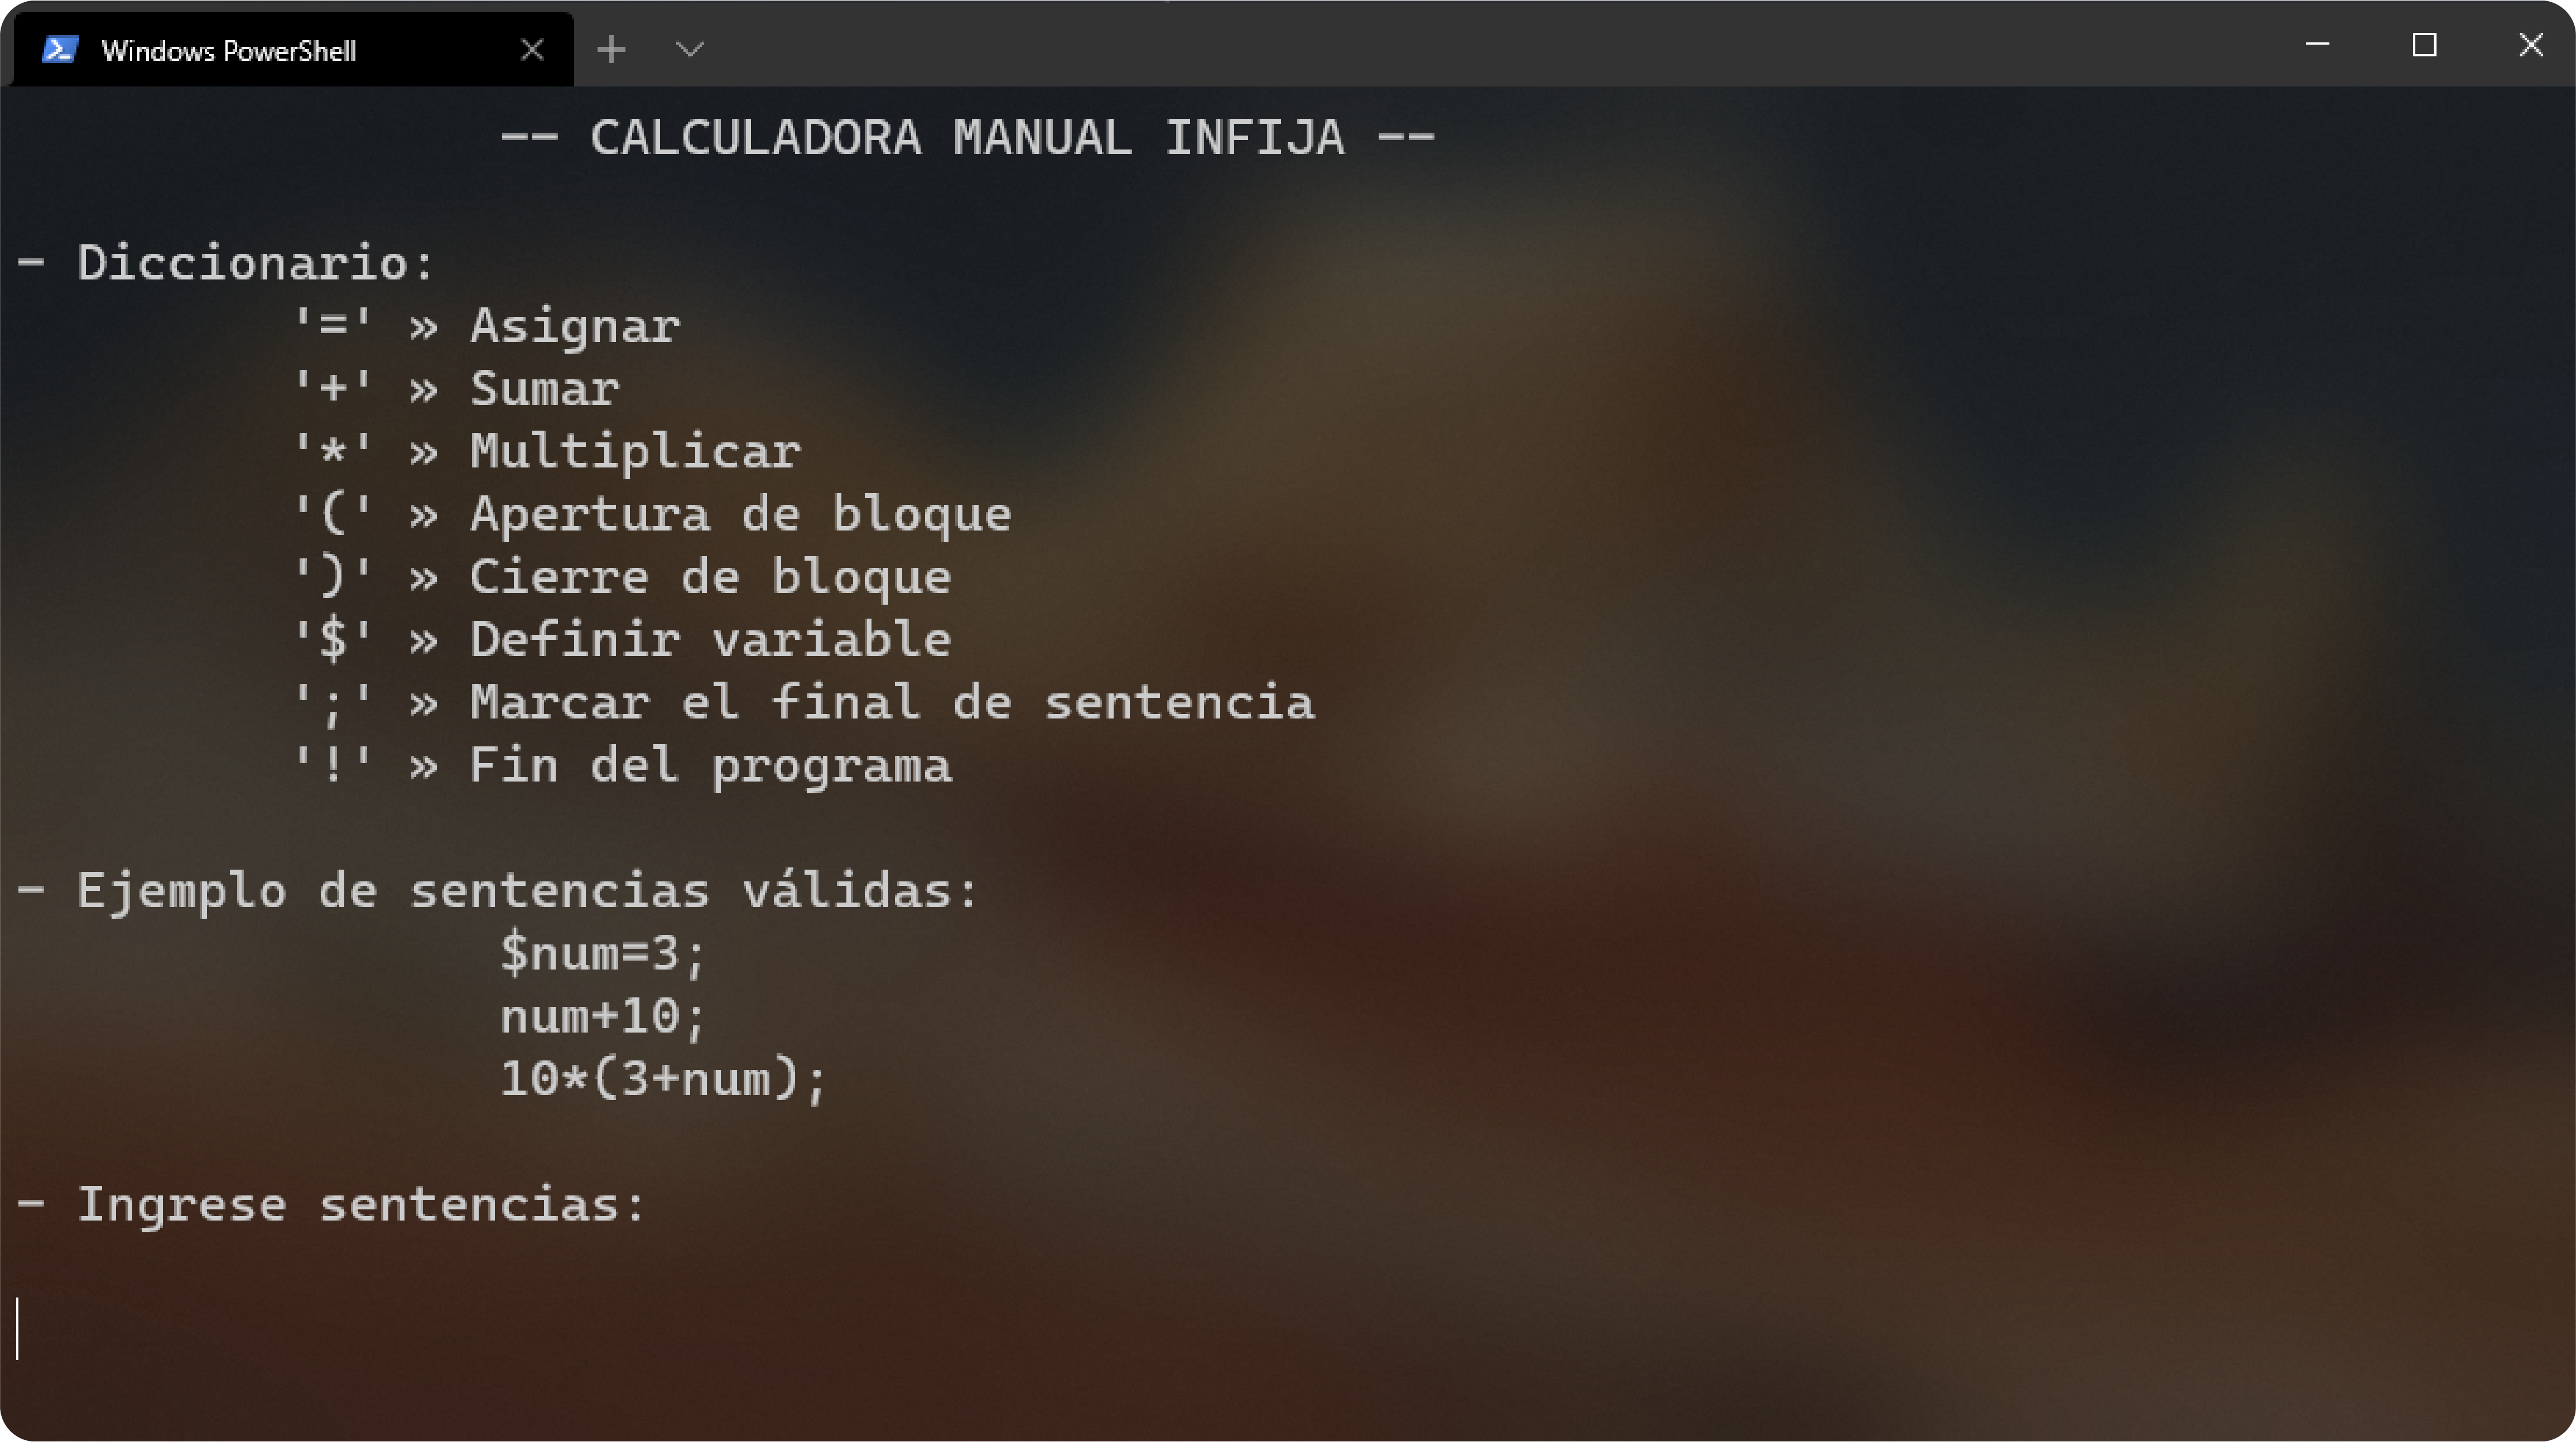 Windows PowerShell
-- CALCULADORA MANUAL INFIJA --
- Diccionario:
'=' » Asignar
'+' » Sumar
'*' » Multiplicar
'(' » Apertura de bloque
')' » Cierre de bloque
'$' » Definir variable
';' » Marcar el final de sentencia
'!' » Fin del programa
- Ejemplo de sentencias válidas:
$num=3;
num+10;
10*(3+num);
- Ingrese sentencias: